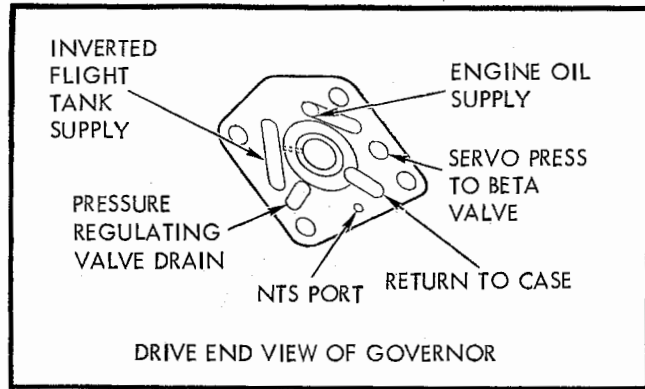 INVERTED
FLIGHT
TANK
SUPPLY
ENGINE OIL
SUPPLY
SERVO PRESS
TO BETA
VALVE
PRESSURE
REGULATING
VALVE DRAIN
NTS PORT
RETURN TO CASE
DRIVE END VIEW OF GOVERNOR